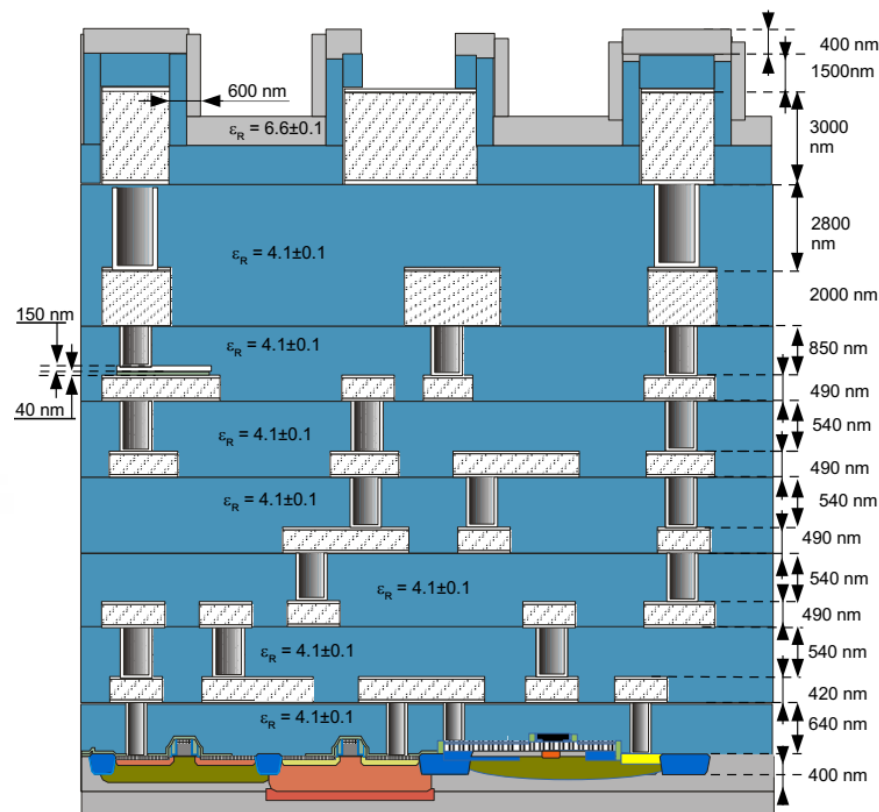 400 nm
1500nm
600 nm
3000
nm
εR = 6.6±0.1
2800
nm
εR = 4.1±0.1
2000 nm
150 nm
εR = 4.1±0.1
850 nm
490 nm
40 nm
540 nm
εR = 4.1±0.1
490 nm
εR = 4.1±0.1
540 nm
490 nm
εR = 4.1±0.1
540 nm
490 nm
εR = 4.1±0.1
540 nm
420 nm
εR = 4.1±0.1
640 nm
400 nm